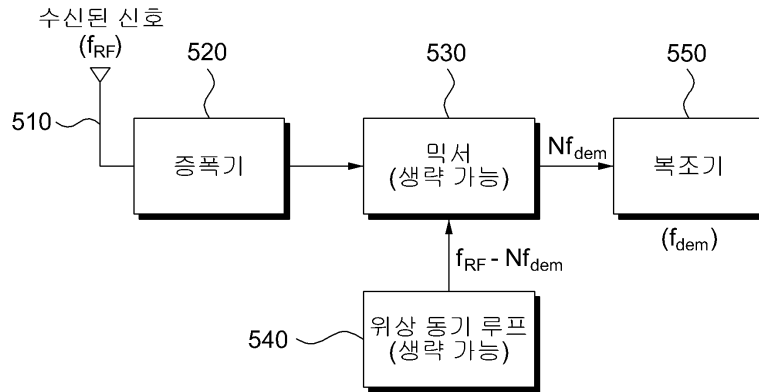 수신된 신호
(fRF)
510
520
증폭기
530
믹서
(생략 가능)
Nfdem
550
복조기
(fdem)
fRF - Nfdem
540
위상 동기 루프
(생략 가능)